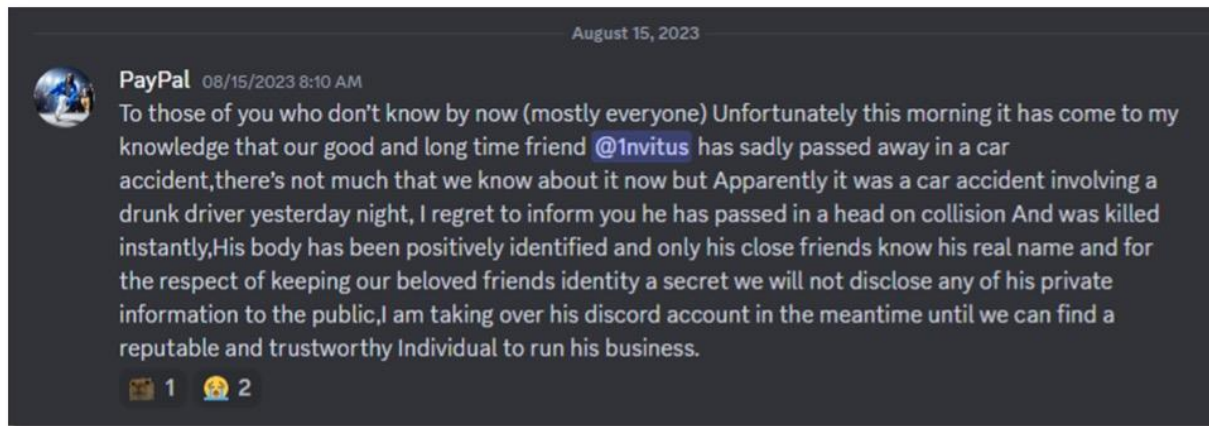 August 15, 2023
PayPal 08/15/2023 8:10 AM
To those of you who don't know by now (mostly everyone) Unfortunately this morning it has come to my
knowledge that our good and long time friend @1nvitus has sadly passed away in a car
accident,there's not much that we know about it now but Apparently it was a car accident involving a
drunk driver yesterday night, I regret to inform you he has passed in a head on collision And was killed
instantly,His body has been positively identified and only his close friends know his real name and for
the respect of keeping our beloved friends identity a secret we will not disclose any of his private
information to the public,I am taking over his discord account in the meantime until we can find a
reputable and trustworthy Individual to run his business.
1 2